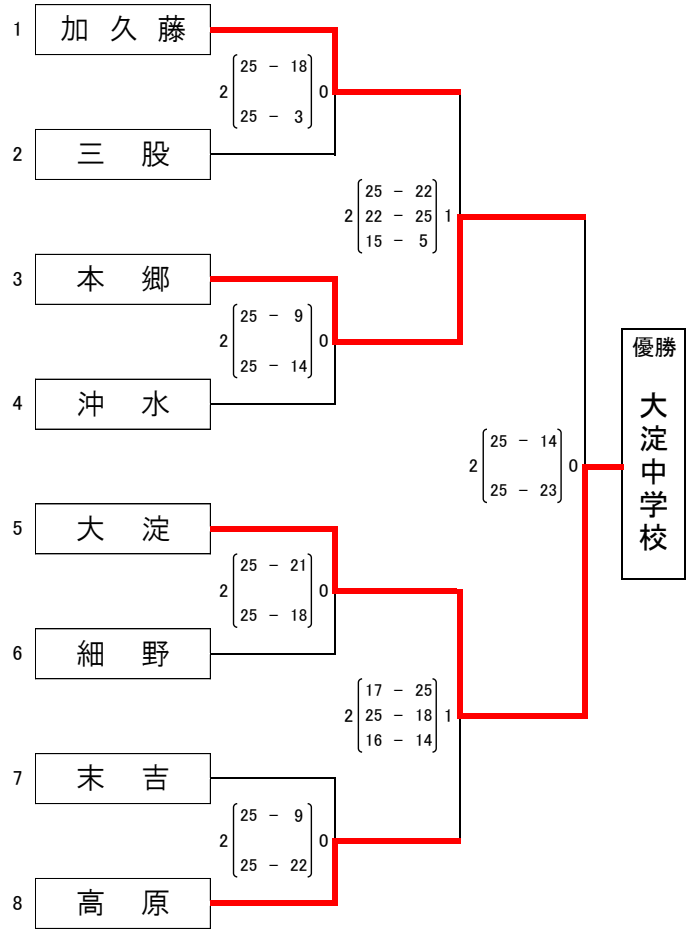 1 加久藤
2 25 - 18 0
25 - 3
2 三股
2 25 - 22 1
22 - 25
15 - 5
3 本郷
2 25 - 9 0
25 - 14
4 沖水
優勝
大淀中学校
2 25 - 14 0
25 - 23
5 大淀
2 25 - 21 0
25 - 18
6 細野
2 17 - 25 1
25 - 18
16 - 14
7 末吉
2 25 - 9 0
25 - 22
8 高原